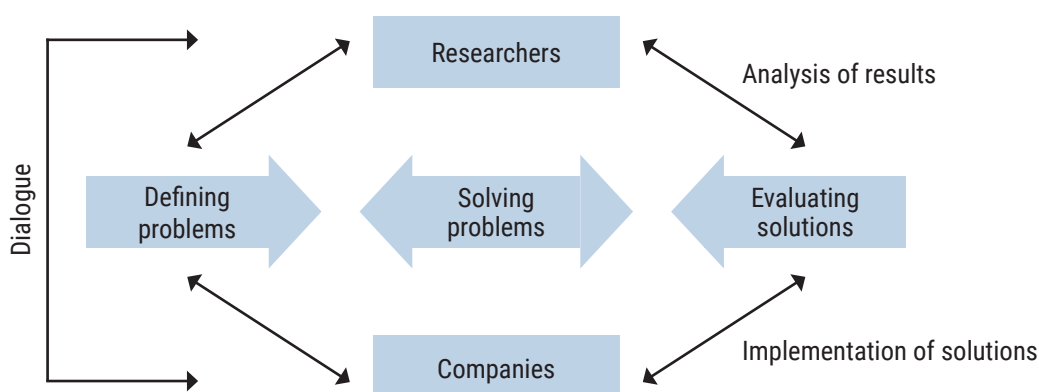 Researchers
Analysis of results
Dialogue
Defining
problems
Solving
problems
Evaluating
solutions
Implementation of solutions
Companies